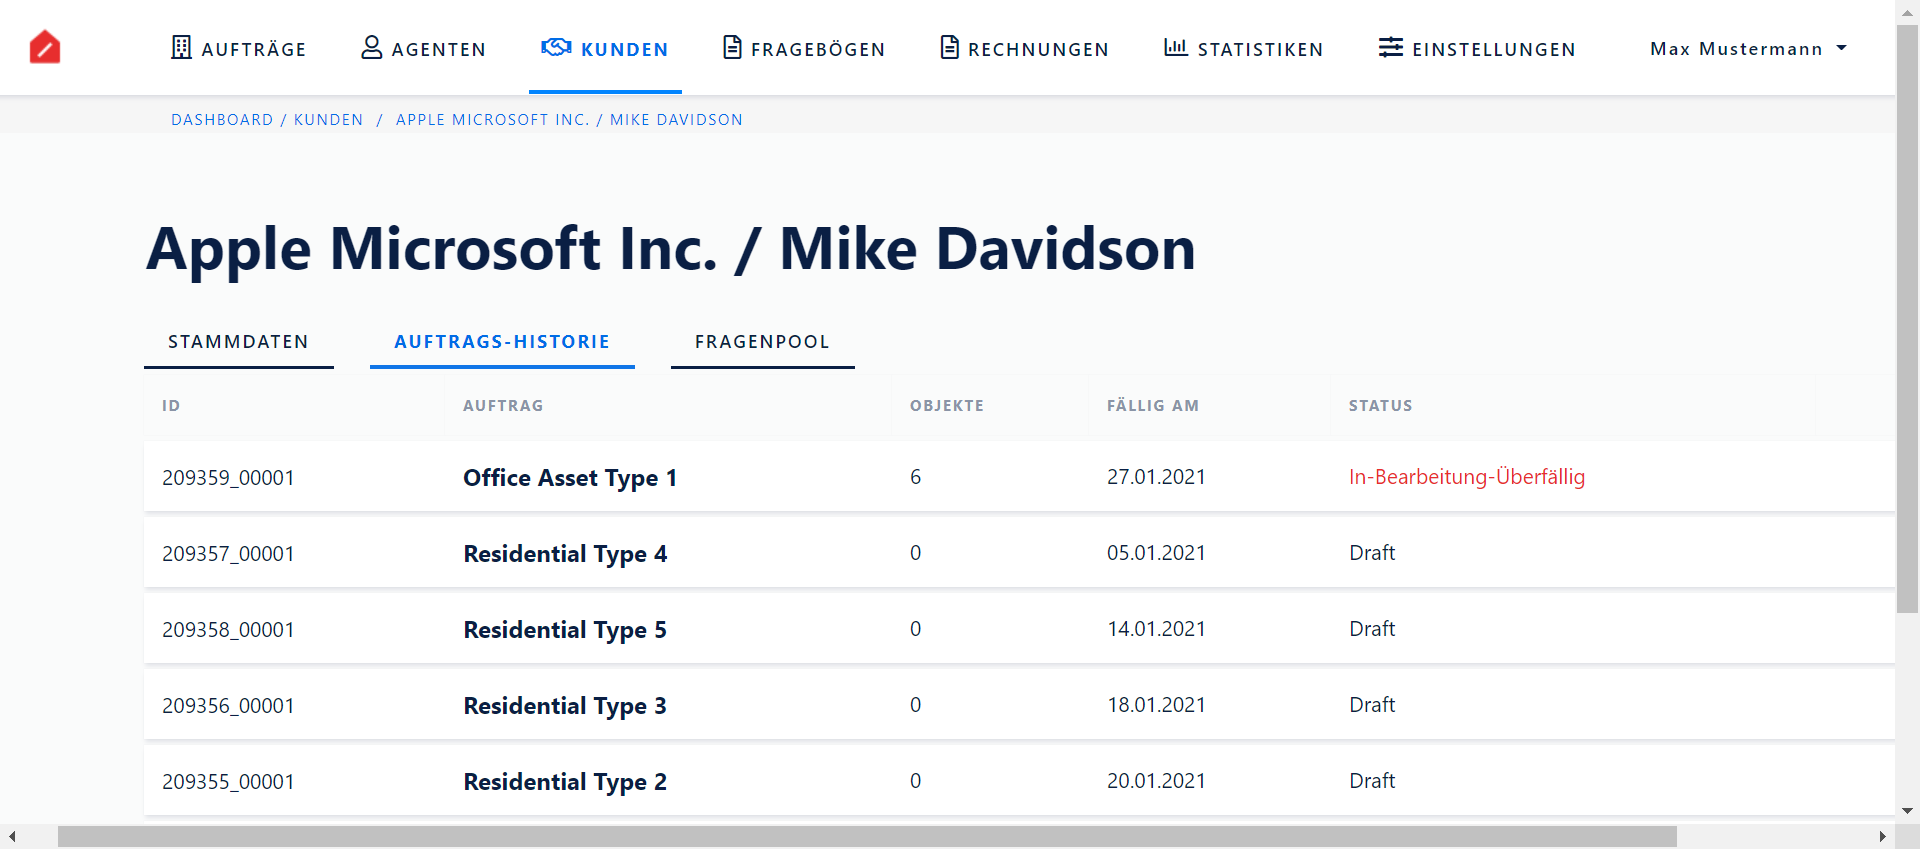 AUFTRÄGE AGENTEN KUNDEN FRAGEBÖGEN RECHNUNGEN STATISTIKEN EINSTELLUNGEN Max Mustermann
DASHBOARD / KUNDEN / APPLE MICROSOFT INC. / MIKE DAVIDSON
Apple Microsoft Inc. / Mike Davidson
STAMMDATEN AUFTRAGS-HISTORIE FRAGENPOOL
ID AUFTRAG OBJEKTE FÄLLIG AM STATUS
209359_00001 Office Asset Type 1 6 27.01.2021 In-Bearbeitung-Überfällig
209357_00001 Residential Type 4 0 05.01.2021 Draft
209358_00001 Residential Type 5 0 14.01.2021 Draft
209356_00001 Residential Type 3 0 18.01.2021 Draft
209355_00001 Residential Type 2 0 20.01.2021 Draft